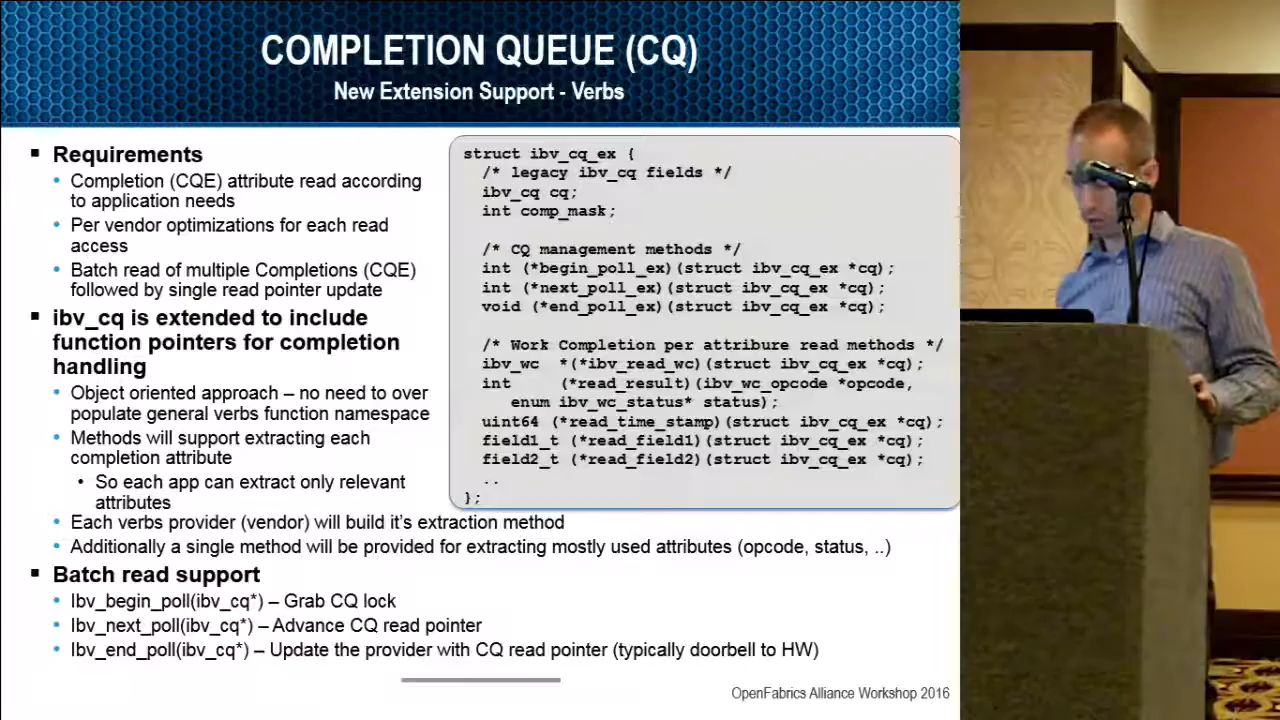 COMPLETION QUEUE (CQ)
New Extension Support - Verbs
Requirements
Completion (CQE) attribute read according
to application needs
Per vendor optimizations for each read
access
Batch read of multiple Completions (CQE)
followed by single read pointer update
ibv_cq is extended to include
function pointers for completion
handling
Object oriented approach – no need to over
populate general verbs function namespace
Methods will support extracting each
completion attribute
So each app can extract only relevant
attributes
Each verbs provider (vendor) will build it's extraction method
Additionally a single method will be provided for extracting mostly used attributes (opcode, status, ..)
Batch read support
Ibv_begin_poll(ibv_cq*) – Grab CQ lock
Ibv_next_poll(ibv_cq*) – Advance CQ read pointer
Ibv_end_poll(ibv_cq*) – Update the provider with CQ read pointer (typically doorbell to HW)
struct ibv_cq_ex {
/* legacy ibv_cq fields */
ibv_cq cq;
int comp_mask;
/* CQ management methods */
int (*begin_poll_ex)(struct ibv_cq_ex *cq);
int (*next_poll_ex)(struct ibv_cq_ex *cq);
void (*end_poll_ex)(struct ibv_cq_ex *cq);
/* Work Completion per attribure read methods */
ibv_wc *(*ibv_read_wc)(struct ibv_cq_ex *cq);
int (*read_result)(ibv_wc_opcode *opcode,
enum ibv_wc_status* status);
uint64 (*read_time_stamp)(struct ibv_cq_ex *cq);
field1_t (*read_field1)(struct ibv_cq_ex *cq);
field2_t (*read_field2)(struct ibv_cq_ex *cq);
..
};
OpenFabrics Alliance Workshop 2016